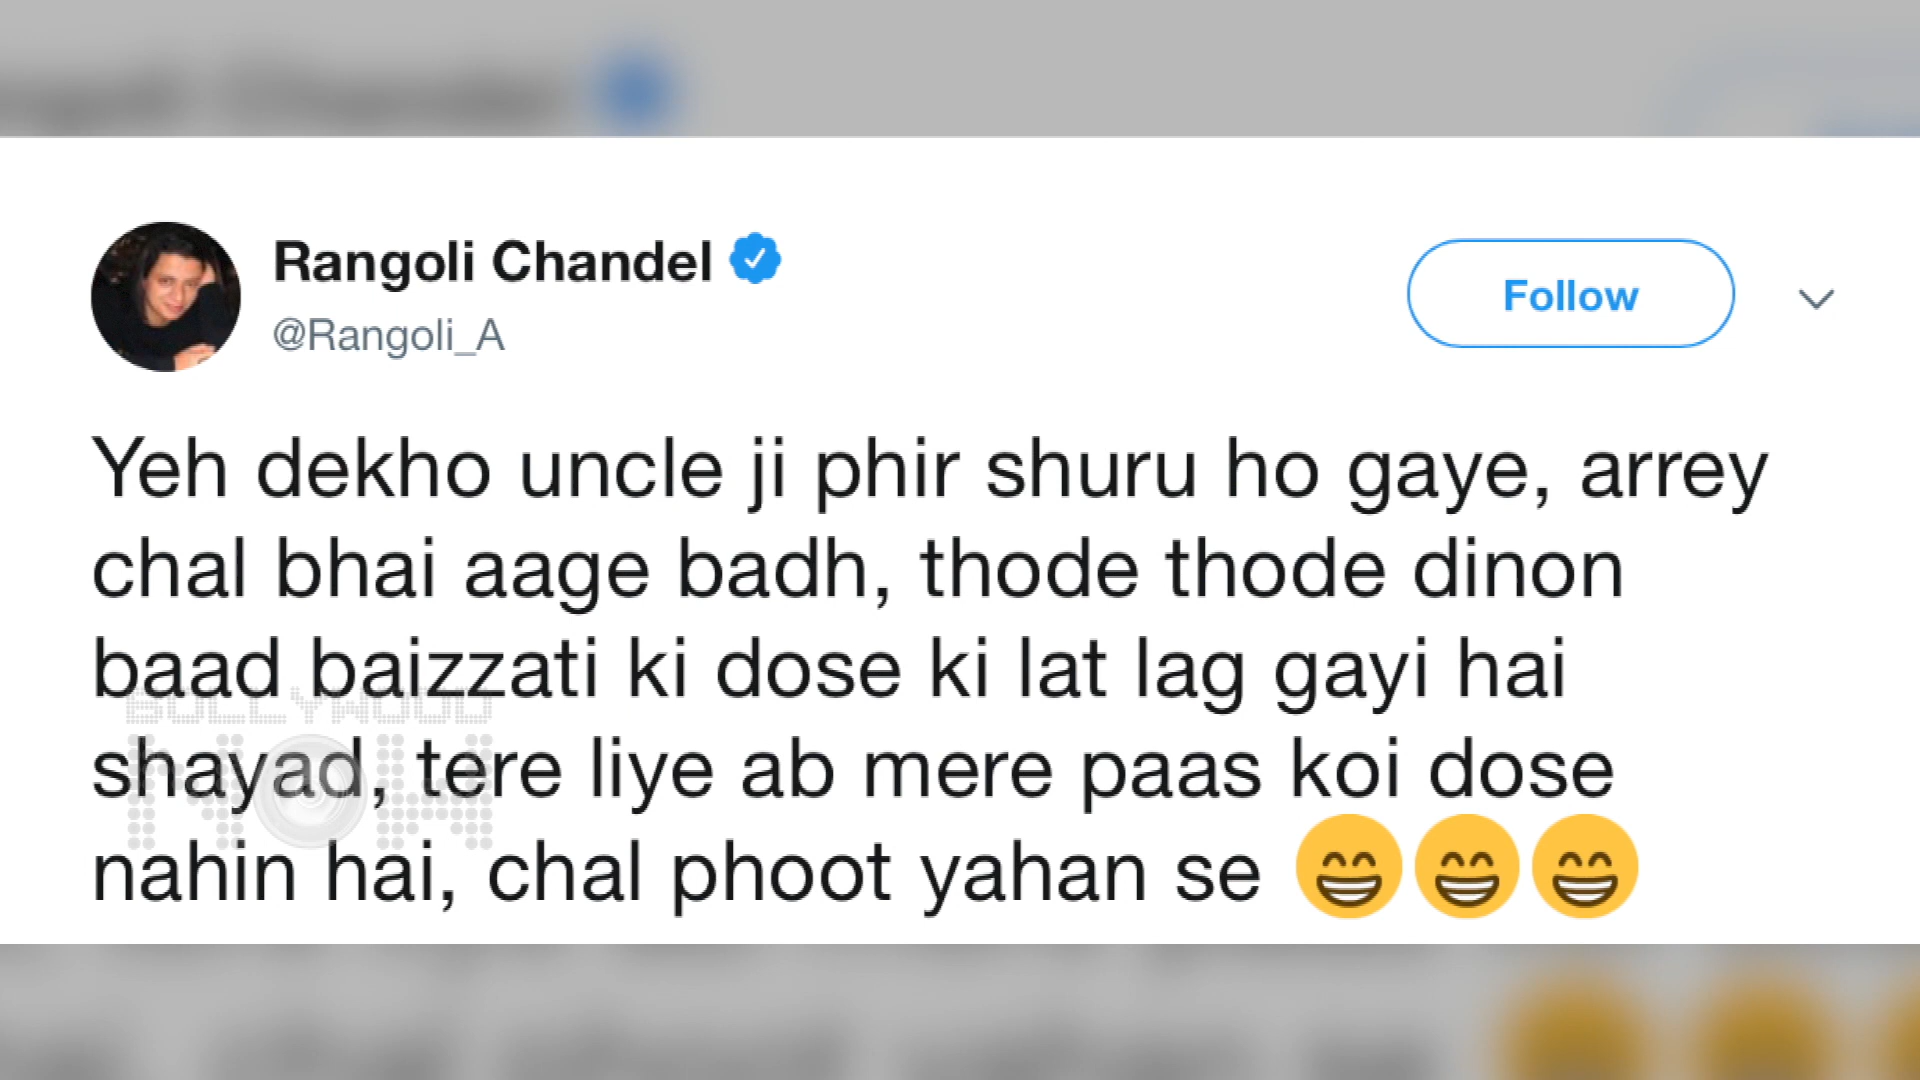 Rangoli Chandel
@Rangoli_A
Follow
Yeh dekho uncle ji phir shuru ho gaye, arrey
chal bhai aage badh, thode thode dinon
baad baizzati ki dose ki lat lag gayi hai
shayad, tere liye ab mere paas koi dose
nahin hai, chal phoot yahan se 😄😄😄
BOLLYWOOD
NOW